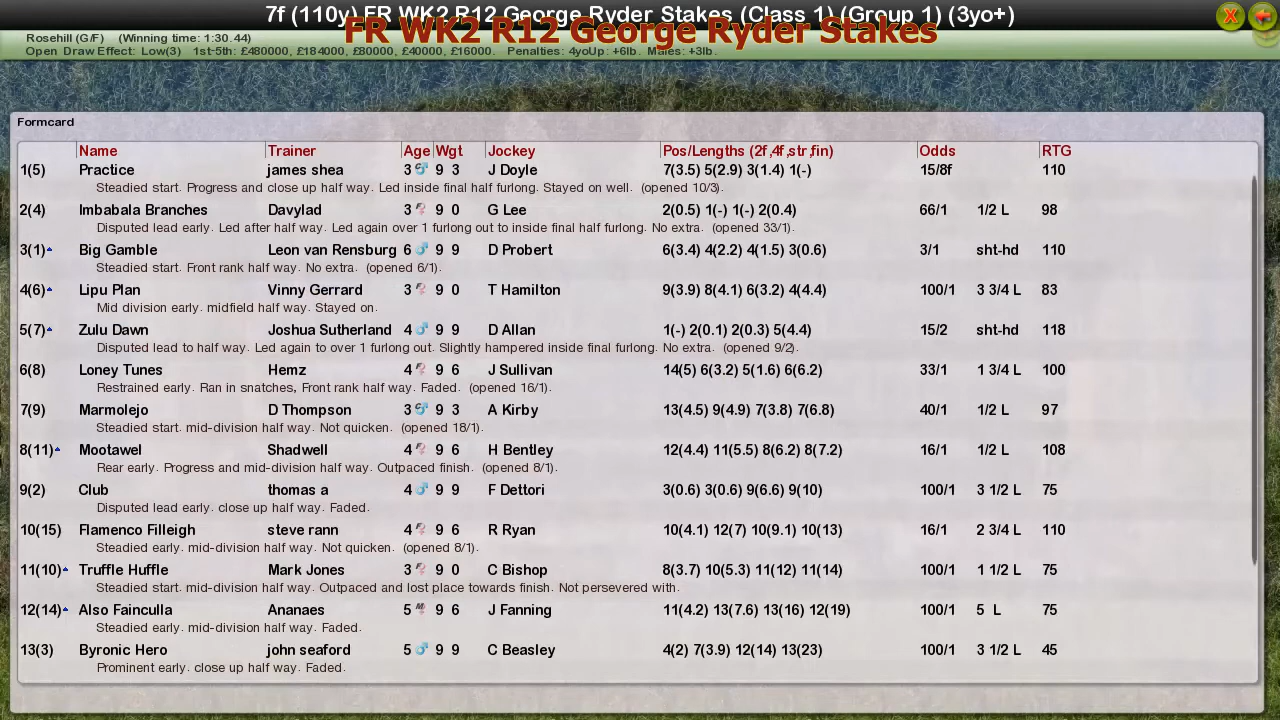 7f (110y) FR WK2 R12 George Ryder Stakes (Class 1) (Group 1) (3yo+)
FR WK2 R12 George Ryder Stakes
Rosehill (G/F) (Winning time: 1:30.44)
Open Draw Effect: Low(3) 1st-5th: £480000, £184000, £80000, £40000, £16000. Penalties: 4yoUp: +6lb. Males: +3lb.
X
Formcard
Name Trainer Age Wgt Jockey Pos/Lengths (2f,4f,str,fin) Odds RTG
1(5) Practice james shea 3 9 3 J Doyle 7(3.5) 5(2.9) 3(1.4) 1(-) 15/8f 110
Steadied start. Progress and close up half way. Led inside final half furlong. Stayed on well. (opened 10/3).
2(4) Imbabala Branches Davylad 3 9 0 G Lee 2(0.5) 1(-) 1(-) 2(0.4) 66/1 1/2 L 98
Disputed lead early. Led after half way. Led again over 1 furlong out to inside final half furlong. No extra. (opened 33/1).
3(1) Big Gamble Leon van Rensburg 6 9 9 D Probert 6(3.4) 4(2.2) 4(1.5) 3(0.6) 3/1 sht-hd 110
Steadied start. Front rank half way. No extra. (opened 6/1).
4(6) Lipu Plan Vinny Gerrard 3 9 0 T Hamilton 9(3.9) 8(4.1) 6(3.2) 4(4.4) 100/1 3 3/4 L 83
Mid division early. midfield half way. Stayed on.
5(7) Zulu Dawn Joshua Sutherland 4 9 9 D Allan 1(-) 2(0.1) 2(0.3) 5(4.4) 15/2 sht-hd 118
Disputed lead to half way. Led again to over 1 furlong out. Slightly hampered inside final furlong. No extra. (opened 9/2).
6(8) Loney Tunes Hemz 4 9 6 J Sullivan 14(5) 6(3.2) 5(1.6) 6(6.2) 33/1 1 3/4 L 100
Restrained early. Ran in snatches, Front rank half way. Faded. (opened 16/1).
7(9) Marmolejo D Thompson 3 9 3 A Kirby 13(4.5) 9(4.9) 7(3.8) 7(6.8) 40/1 1/2 L 97
Steadied start. mid-division half way. Not quicken. (opened 18/1).
8(11) Mootawel Shadwell 4 9 6 H Bentley 12(4.4) 11(5.5) 8(6.2) 8(7.2) 16/1 1/2 L 108
Rear early. Progress and mid-division half way. Outpaced finish. (opened 8/1).
9(2) Club thomas a 4 9 9 F Dettori 3(0.6) 3(0.6) 9(6.6) 9(10) 100/1 3 1/2 L 75
Disputed lead early. close up half way. Faded.
10(15) Flamenco Filleigh steve rann 4 9 6 R Ryan 10(4.1) 12(7) 10(9.1) 10(13) 16/1 2 3/4 L 110
Steadied early. mid-division half way. Not quicken. (opened 8/1).
11(10) Truffle Huffle Mark Jones 3 9 0 C Bishop 8(3.7) 10(5.3) 11(12) 11(14) 100/1 1 1/2 L 75
Steadied start. mid-division half way. Outpaced and lost place towards finish. Not persevered with.
12(14) Also Fainculla Ananaes 5 9 6 J Fanning 11(4.2) 13(7.6) 13(16) 12(19) 100/1 5 L 75
Steadied early. mid-division half way. Faded.
13(3) Byronic Hero john seaford 5 9 9 C Beasley 4(2) 7(3.9) 12(14) 13(23) 100/1 3 1/2 L 45
Prominent early. close up half way. Faded.